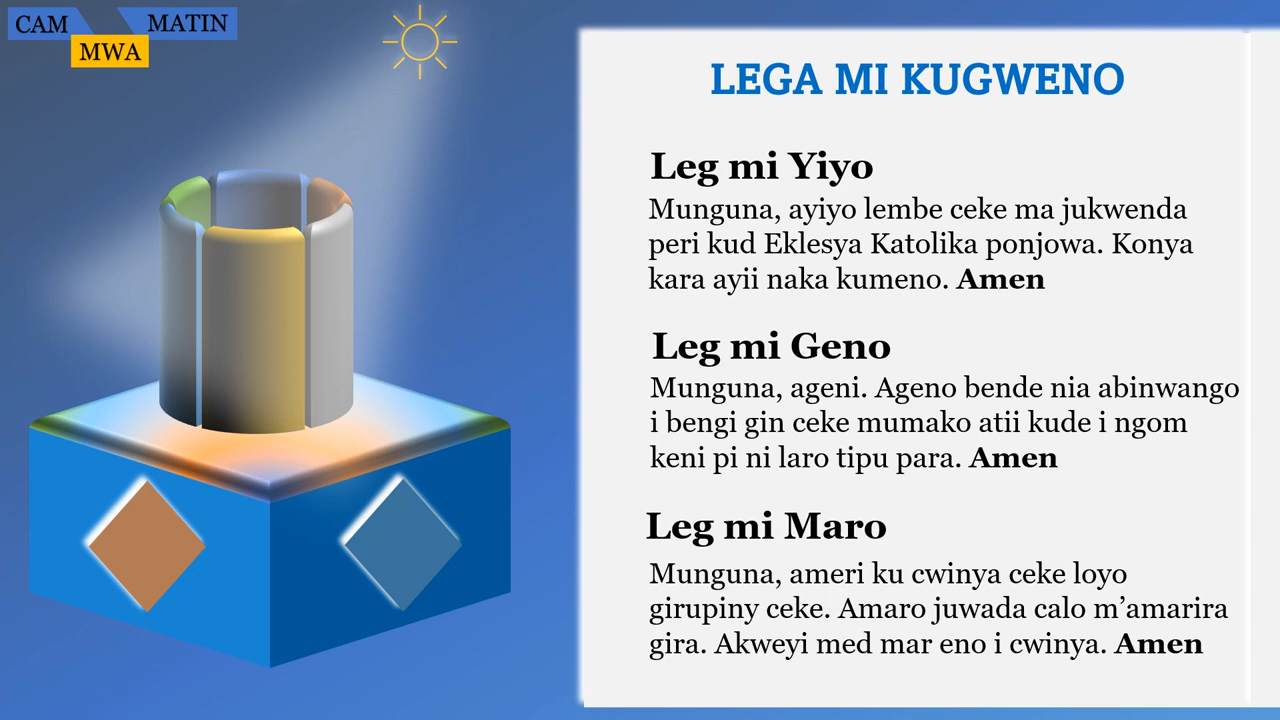 CAM
MWA
MATIN
LEGA MI KUGWENO
Leg mi Yiyo
Munguna, ayiyo lembe ceke ma jukwenda
peri kud Eklesya Katolika ponjowa. Konya
kara ayii naka kumeno. Amen
Leg mi Geno
Munguna, ageni. Ageno bende nia abinwango
i bengi gin ceke mumako atii kude i ngom
keni pi ni laro tipu para. Amen
Leg mi Maro
Munguna, ameri ku cwinya ceke loyo
girupiny ceke. Amaro juwada calo m’amarira
gira. Akweyi med mar eno i cwinya. Amen